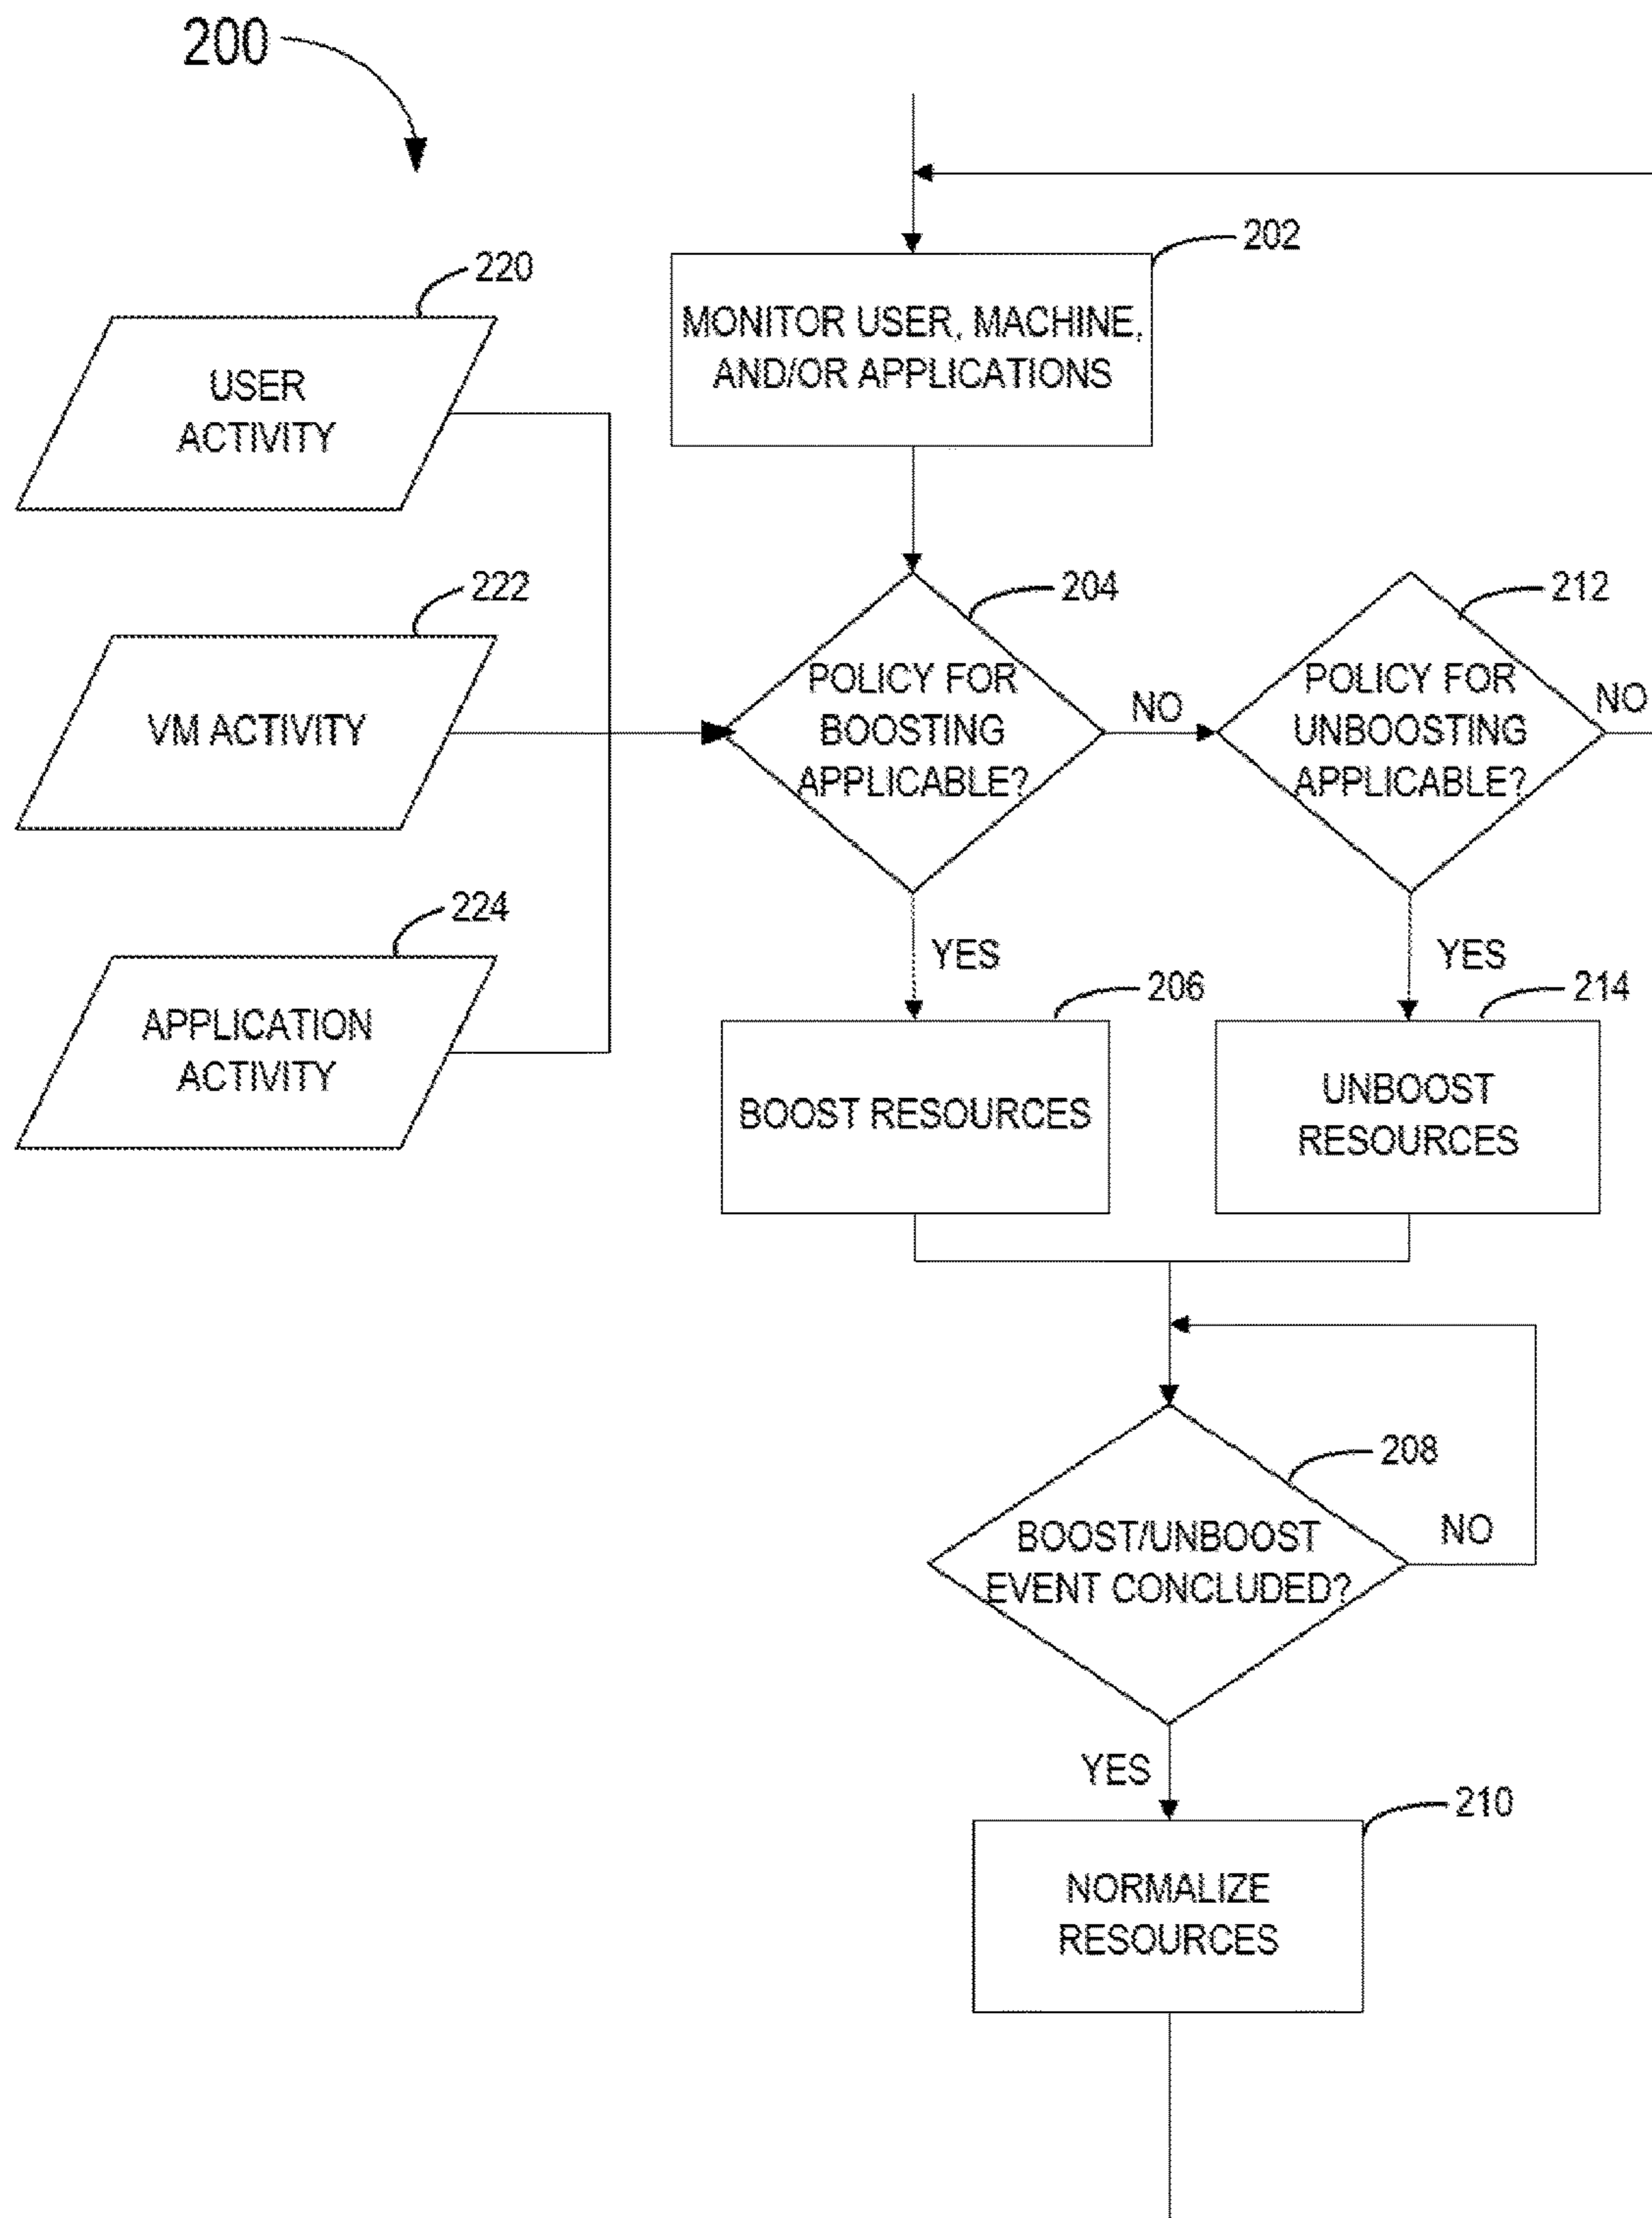 200
202
MONITOR USER, MACHINE,
AND/OR APPLICATIONS
220
USER
ACTIVITY
222
VM ACTIVITY
224
APPLICATION
ACTIVITY
204
POLICY FOR
BOOSTING
APPLICABLE?
NO
212
POLICY FOR
UNBOOSTING
APPLICABLE?
NO
YES
YES
206
BOOST RESOURCES
214
UNBOOST
RESOURCES
208
BOOST/UNBOOST
EVENT CONCLUDED?
NO
YES
210
NORMALIZE
RESOURCES